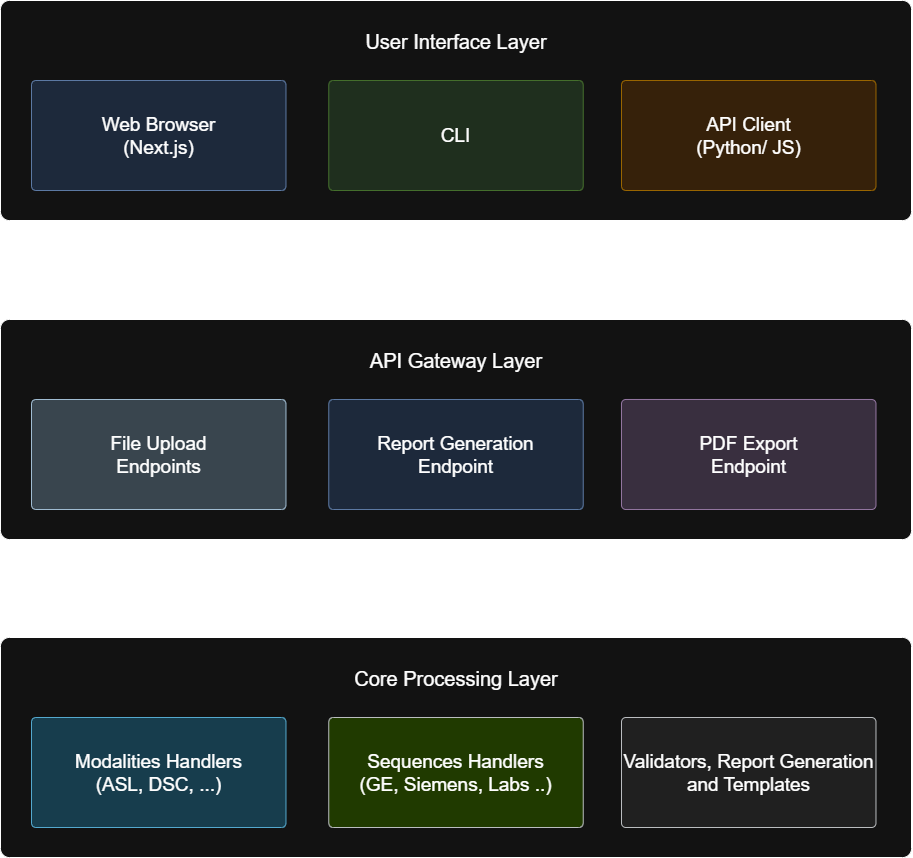 User Interface Layer
Web Browser
(Next.js)
CLI
API Client
(Python/ JS)
API Gateway Layer
File Upload
Endpoints
Report Generation
Endpoint
PDF Export
Endpoint
Core Processing Layer
Modalities Handlers
(ASL, DSC, ...)
Sequences Handlers
(GE, Siemens, Labs ..)
Validators, Report Generation
and Templates